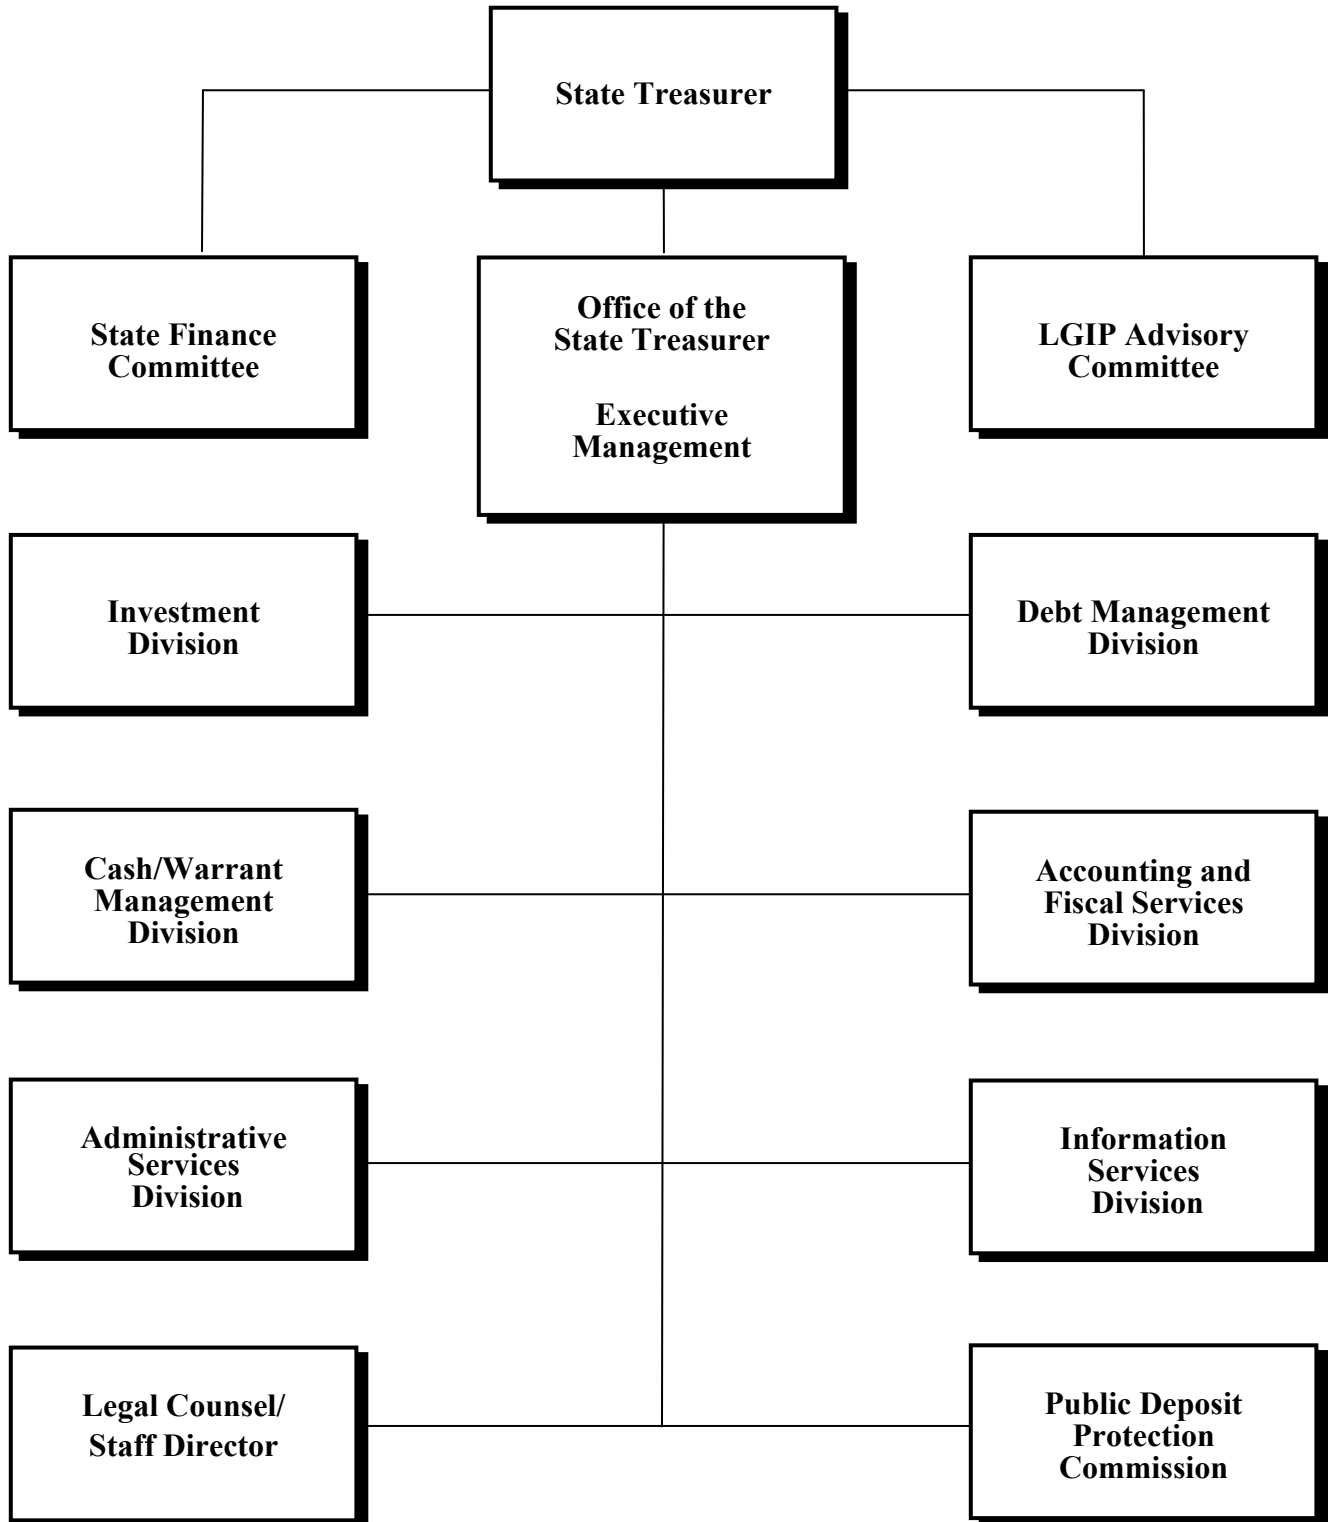 State Treasurer
State Finance
Committee
Office of the
State Treasurer
Executive
Management
LGIP Advisory
Committee
Investment
Division
Debt Management
Division
Cash/Warrant
Management
Division
Accounting and
Fiscal Services
Division
Administrative
Services
Division
Information
Services
Division
Legal Counsel/
Staff Director
Public Deposit
Protection
Commission